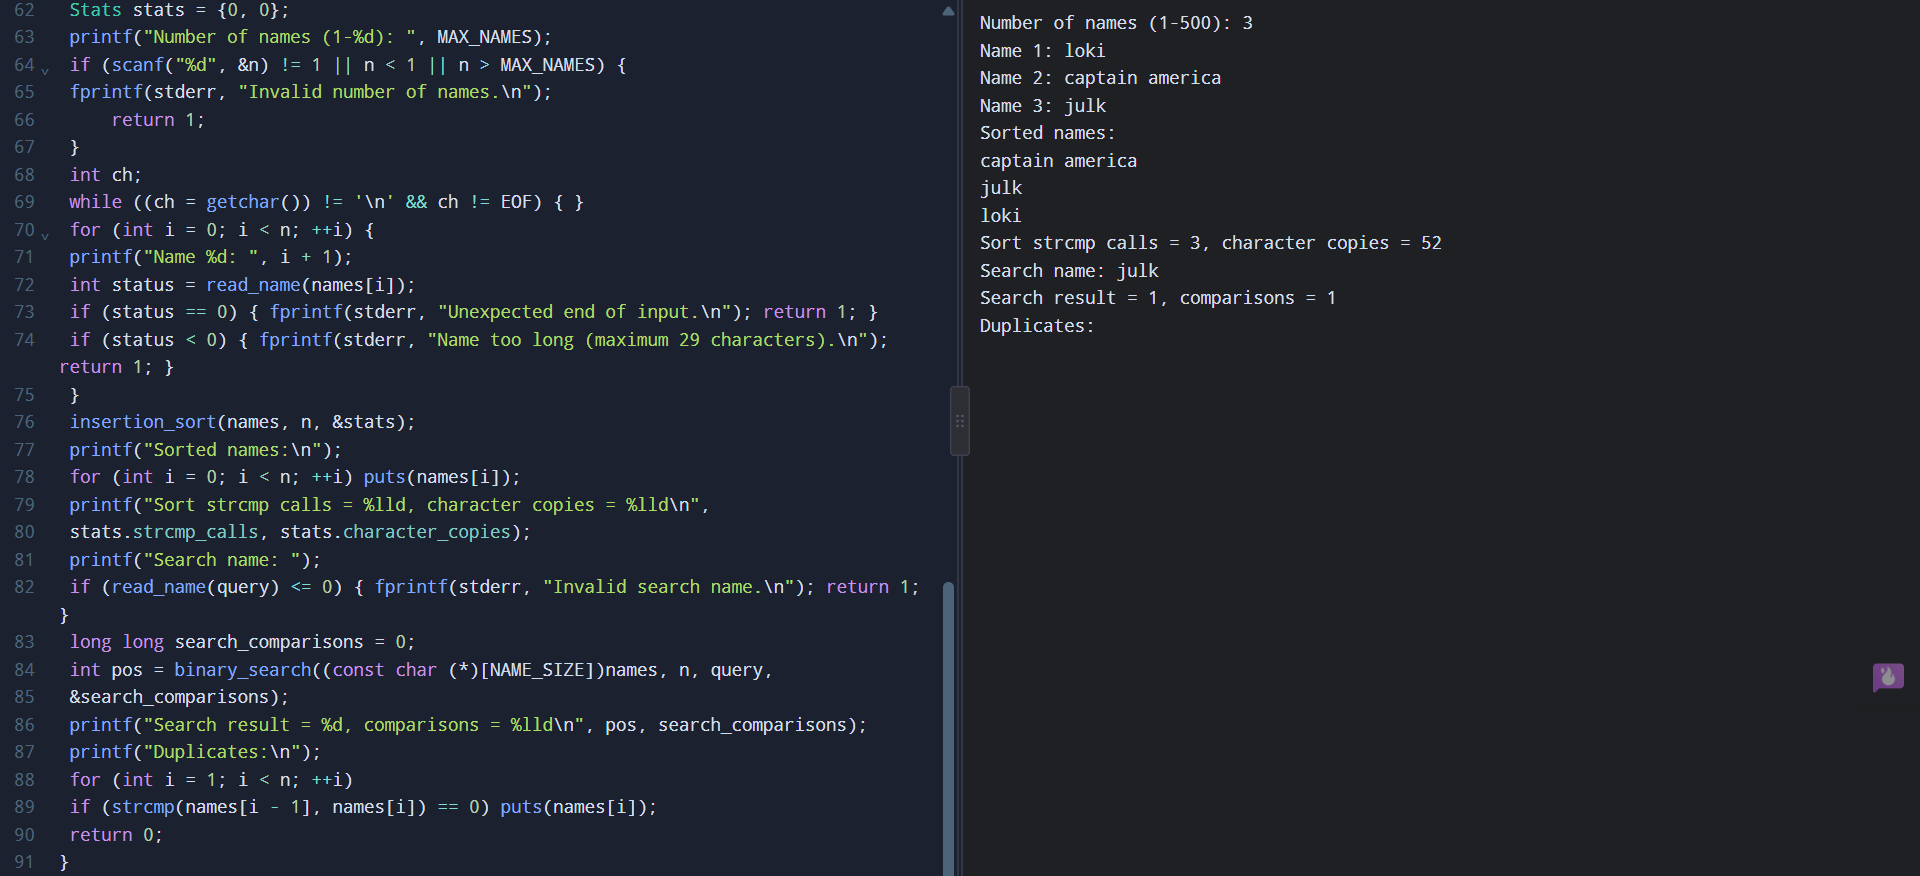 62 Stats stats = {0, 0};
63 printf("Number of names (1-%d): ", MAX_NAMES);
64 if (scanf("%d", &n) != 1 || n < 1 || n > MAX_NAMES) {
65 fprintf(stderr, "Invalid number of names.\n");
66 return 1;
67 }
68 int ch;
69 while ((ch = getchar()) != '\n' && ch != EOF) { }
70 for (int i = 0; i < n; ++i) {
71 printf("Name %d: ", i + 1);
72 int status = read_name(names[i]);
73 if (status == 0) { fprintf(stderr, "Unexpected end of input.\n"); return 1; }
74 if (status < 0) { fprintf(stderr, "Name too long (maximum 29 characters).\n");
return 1; }
75 }
76 insertion_sort(names, n, &stats);
77 printf("Sorted names:\n");
78 for (int i = 0; i < n; ++i) puts(names[i]);
79 printf("Sort strcmp calls = %lld, character copies = %lld\n",
80 stats.strcmp_calls, stats.character_copies);
81 printf("Search name: ");
82 if (read_name(query) <= 0) { fprintf(stderr, "Invalid search name.\n"); return 1;
}
83 long long search_comparisons = 0;
84 int pos = binary_search((const char (*)[NAME_SIZE])names, n, query,
85 &search_comparisons);
86 printf("Search result = %d, comparisons = %lld\n", pos, search_comparisons);
87 printf("Duplicates:\n");
88 for (int i = 1; i < n; ++i)
89 if (strcmp(names[i - 1], names[i]) == 0) puts(names[i]);
90 return 0;
91 }
Number of names (1-500): 3
Name 1: loki
Name 2: captain america
Name 3: julk
Sorted names:
captain america
julk
loki
Sort strcmp calls = 3, character copies = 52
Search name: julk
Search result = 1, comparisons = 1
Duplicates: